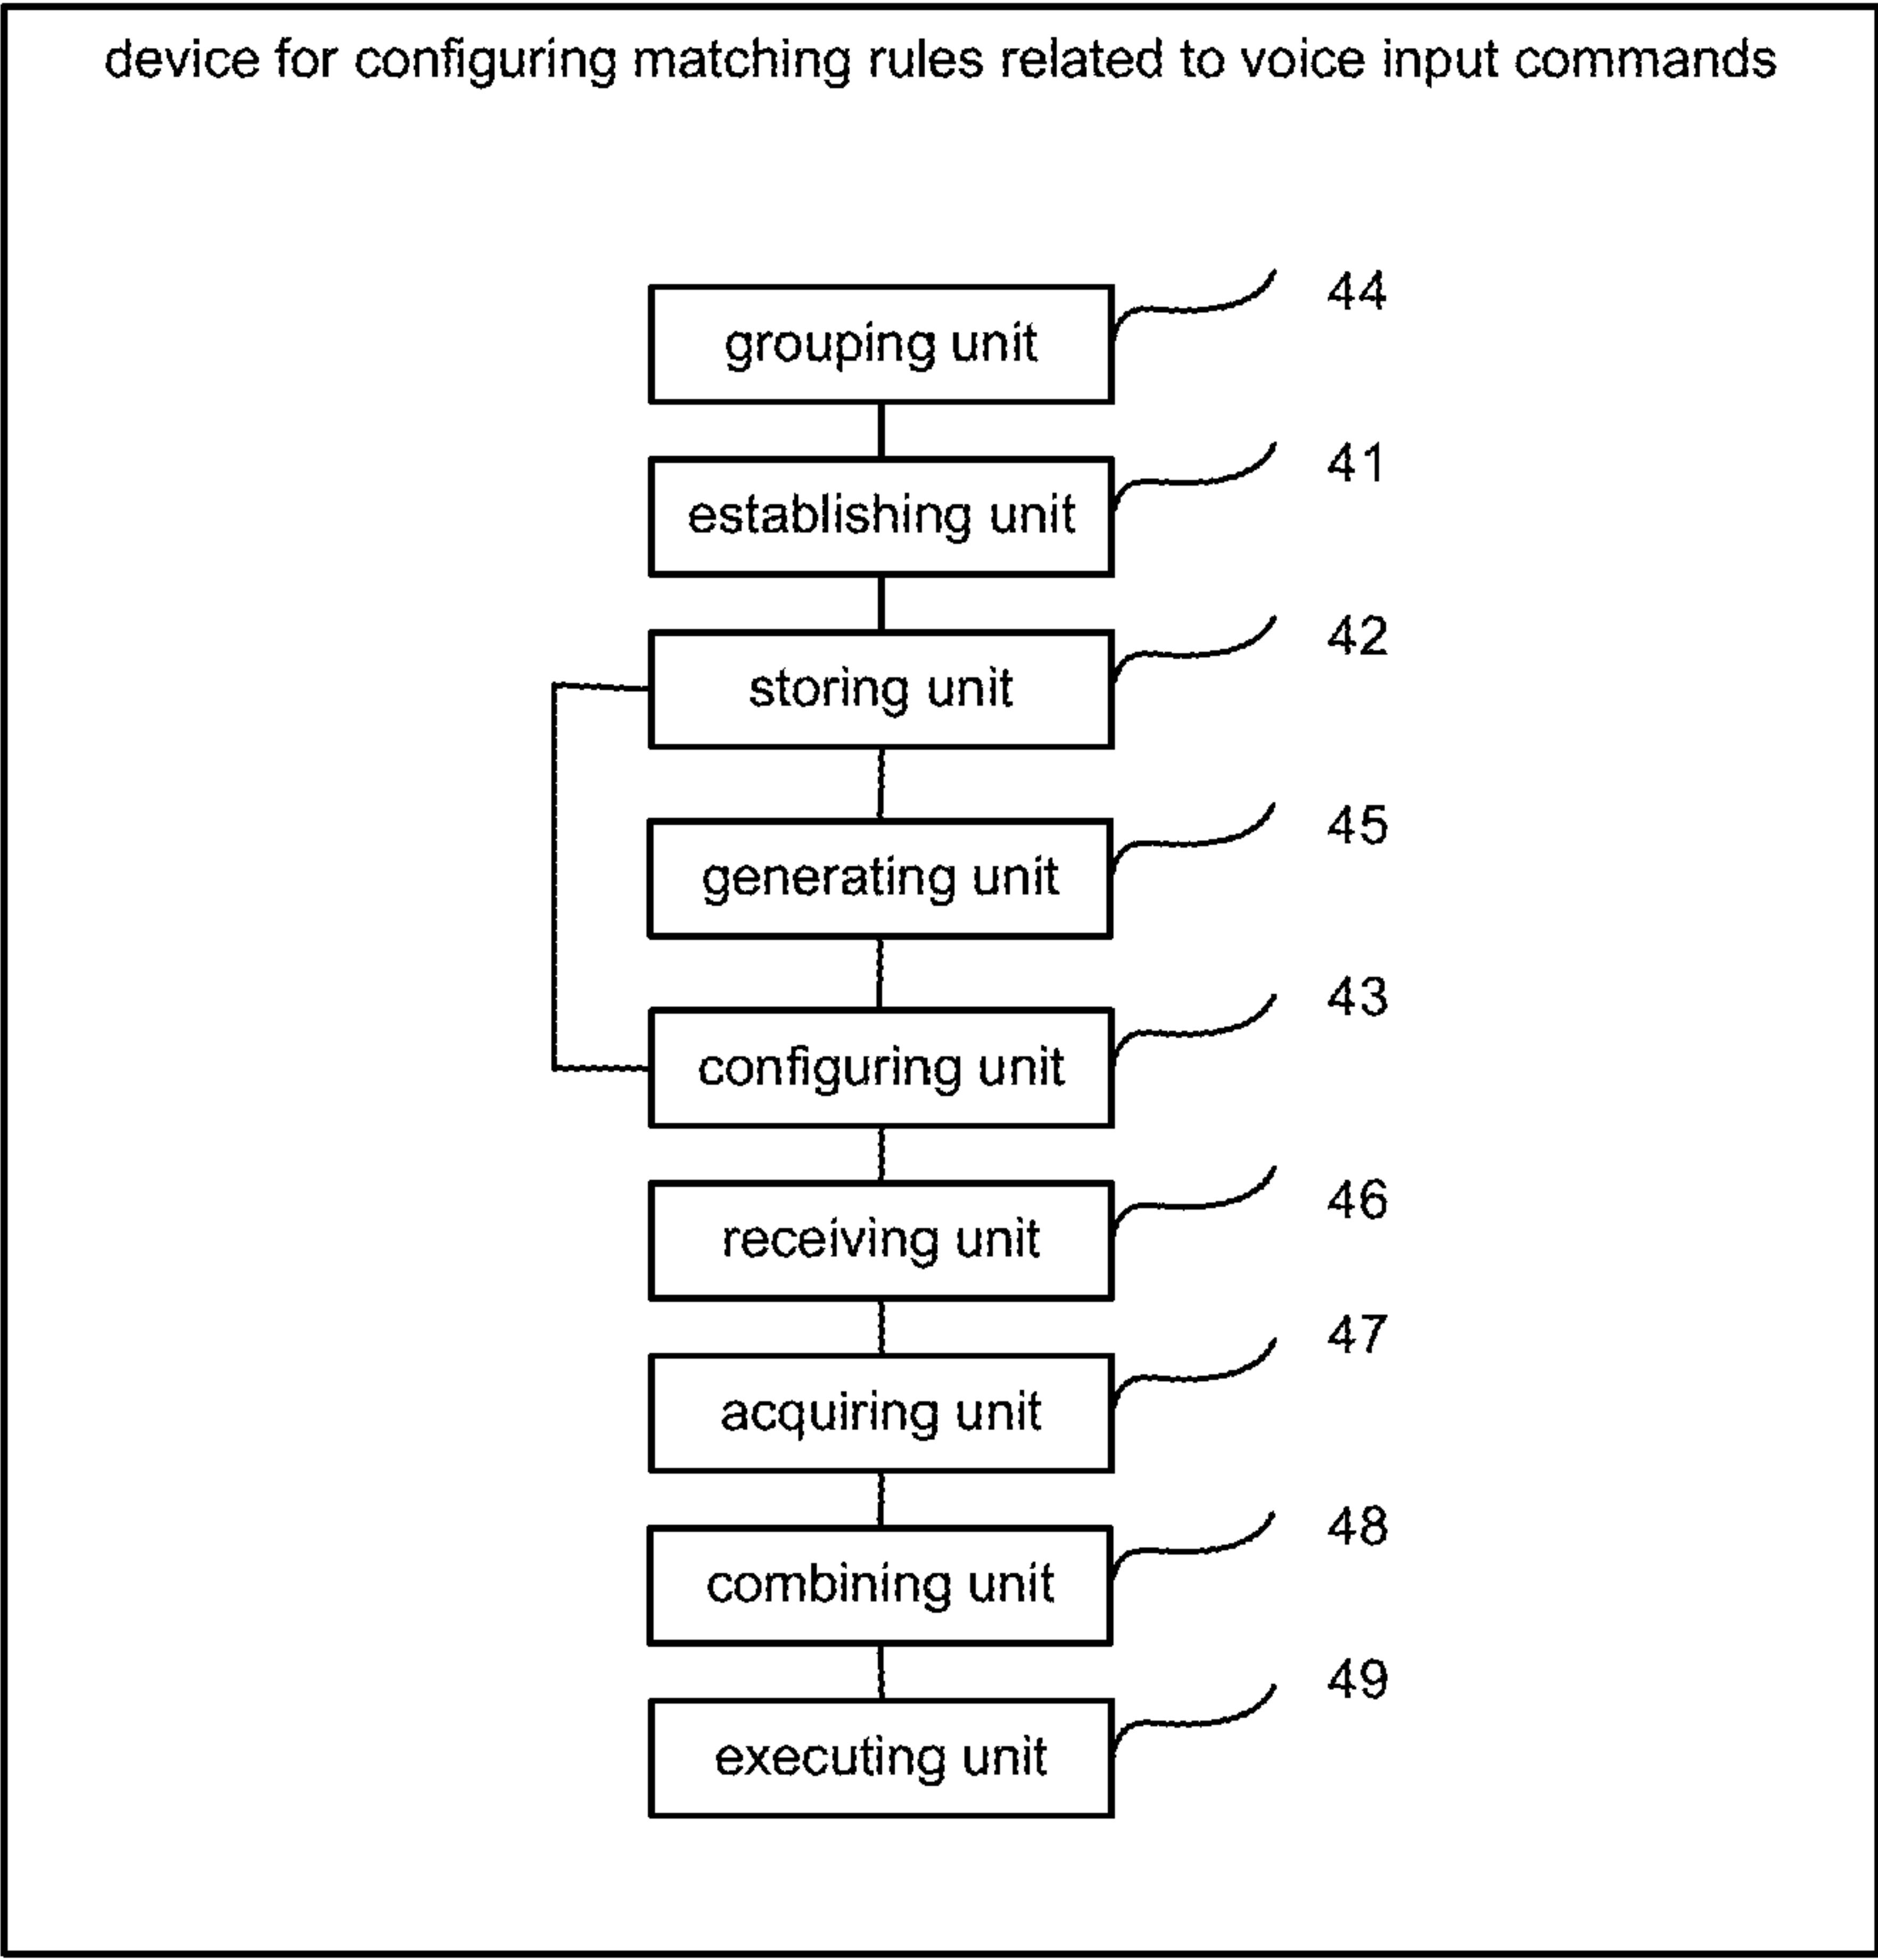 device for configuring matching rules related to voice input commands
grouping unit
44
establishing unit
41
storing unit
42
generating unit
45
configuring unit
43
receiving unit
46
acquiring unit
47
combining unit
48
executing unit
49